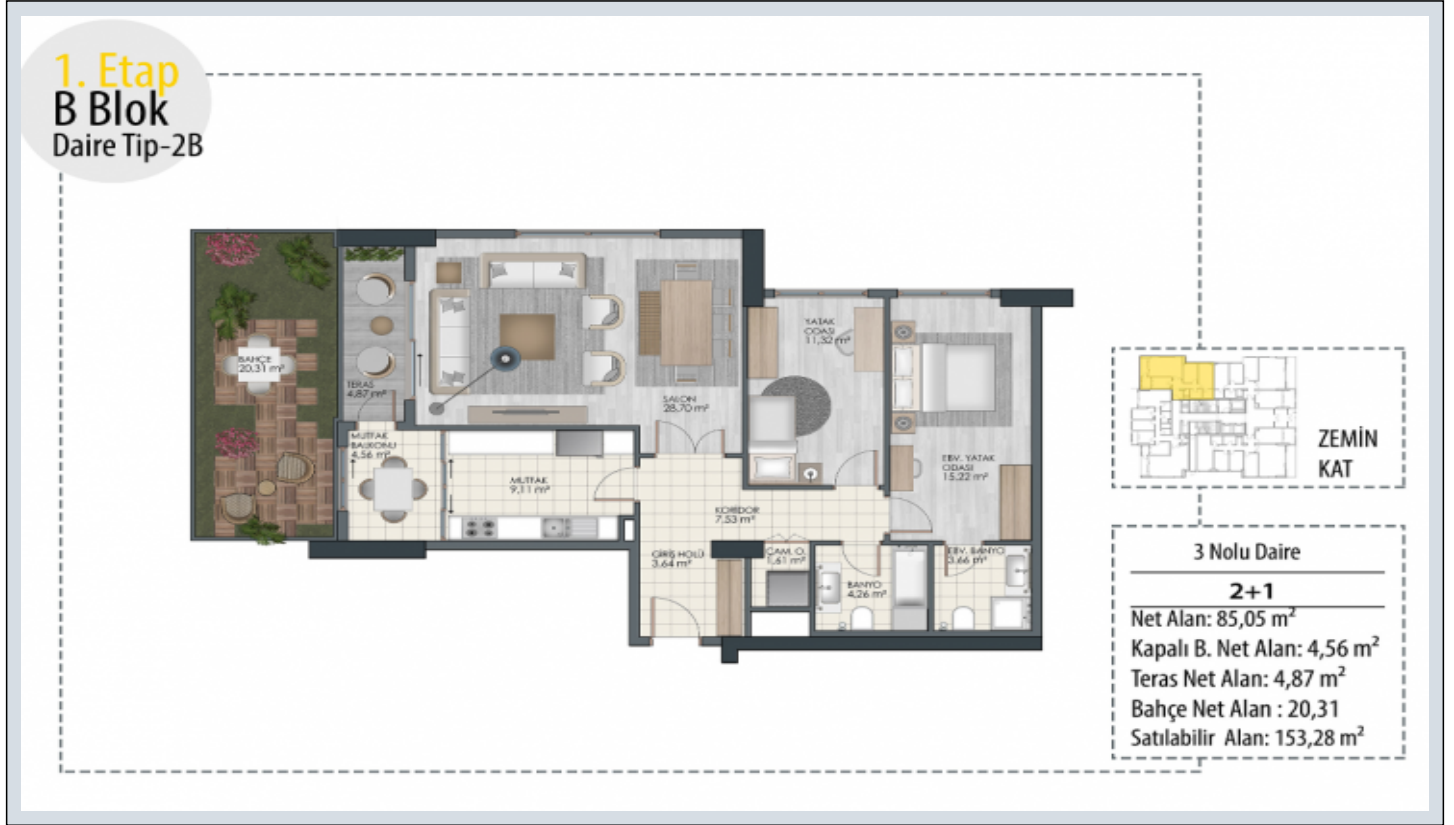 1. Etap
B Blok
Daire Tip-2B
BAHÇE
20,31 m²
TERAS
4,87 m²
MUTFAK
BALKONU
4,56 m²
MUTFAK
9,11 m²
SALON
28,70 m²
YATAK
ODASI
11,32 m²
EBV. YATAK
ODASI
15,22 m²
KORİDOR
7,53 m²
GİRİŞ HOLÜ
3,64 m²
ÇAM. O.
1,61 m²
BANYO
4,26 m²
EBV. BANYO
3,66 m²
ZEMİN
KAT
3 Nolu Daire
2+1
Net Alan: 85,05 m²
Kapalı B. Net Alan: 4,56 m²
Teras Net Alan: 4,87 m²
Bahçe Net Alan : 20,31
Satılabilir Alan: 153,28 m²